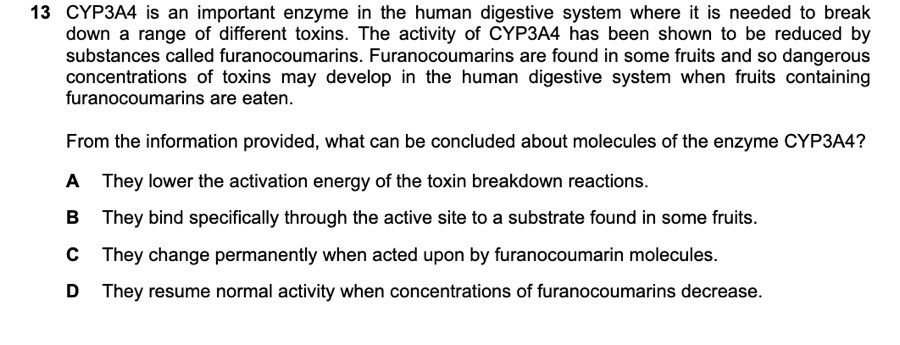 13 CYP3A4 is an important enzyme in the human digestive system where it is needed to break
down a range of different toxins. The activity of CYP3A4 has been shown to be reduced by
substances called furanocoumarins. Furanocoumarins are found in some fruits and so dangerous
concentrations of toxins may develop in the human digestive system when fruits containing
furanocoumarins are eaten.
From the information provided, what can be concluded about molecules of the enzyme CYP3A4?
A They lower the activation energy of the toxin breakdown reactions.
B They bind specifically through the active site to a substrate found in some fruits.
C They change permanently when acted upon by furanocoumarin molecules.
D They resume normal activity when concentrations of furanocoumarins decrease.